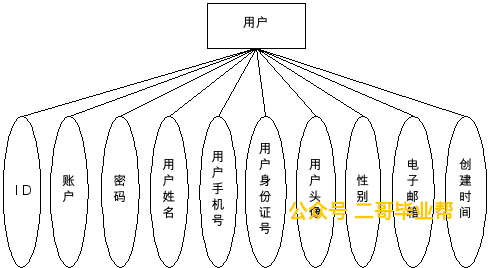 用户
ID
账户
密码
用户姓名
用户手机号
用户身份证号
用户头像
性别
电子邮箱
创建时间
公众号 二哥毕业帮